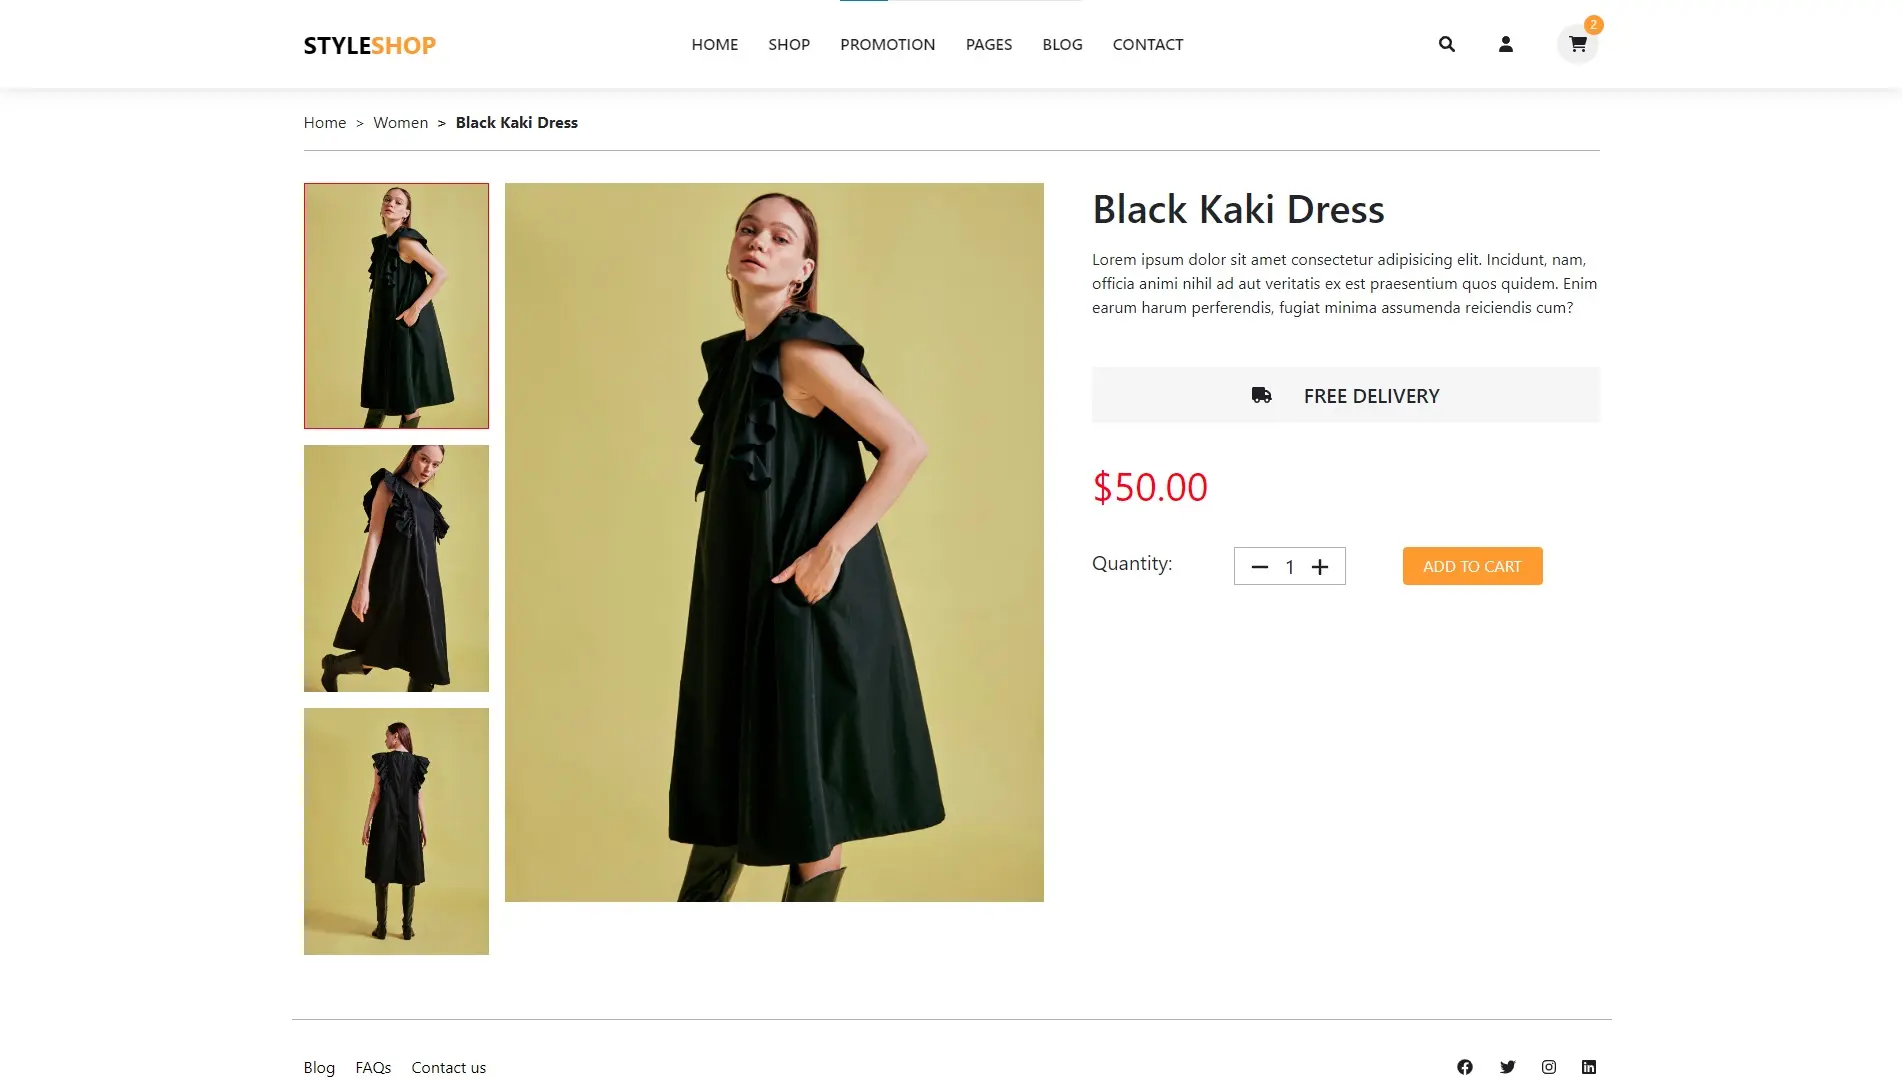 STYLESHOP
HOME SHOP PROMOTION PAGES BLOG CONTACT
2
Home > Women > Black Kaki Dress
Black Kaki Dress
Lorem ipsum dolor sit amet consectetur adipisicing elit. Incidunt, nam,
officia animi nihil ad aut veritatis ex est praesentium quos quidem. Enim
earum harum perferendis, fugiat minima assumenda reiciendis cum?
FREE DELIVERY
$50.00
Quantity: 1 ADD TO CART
Blog FAQs Contact us